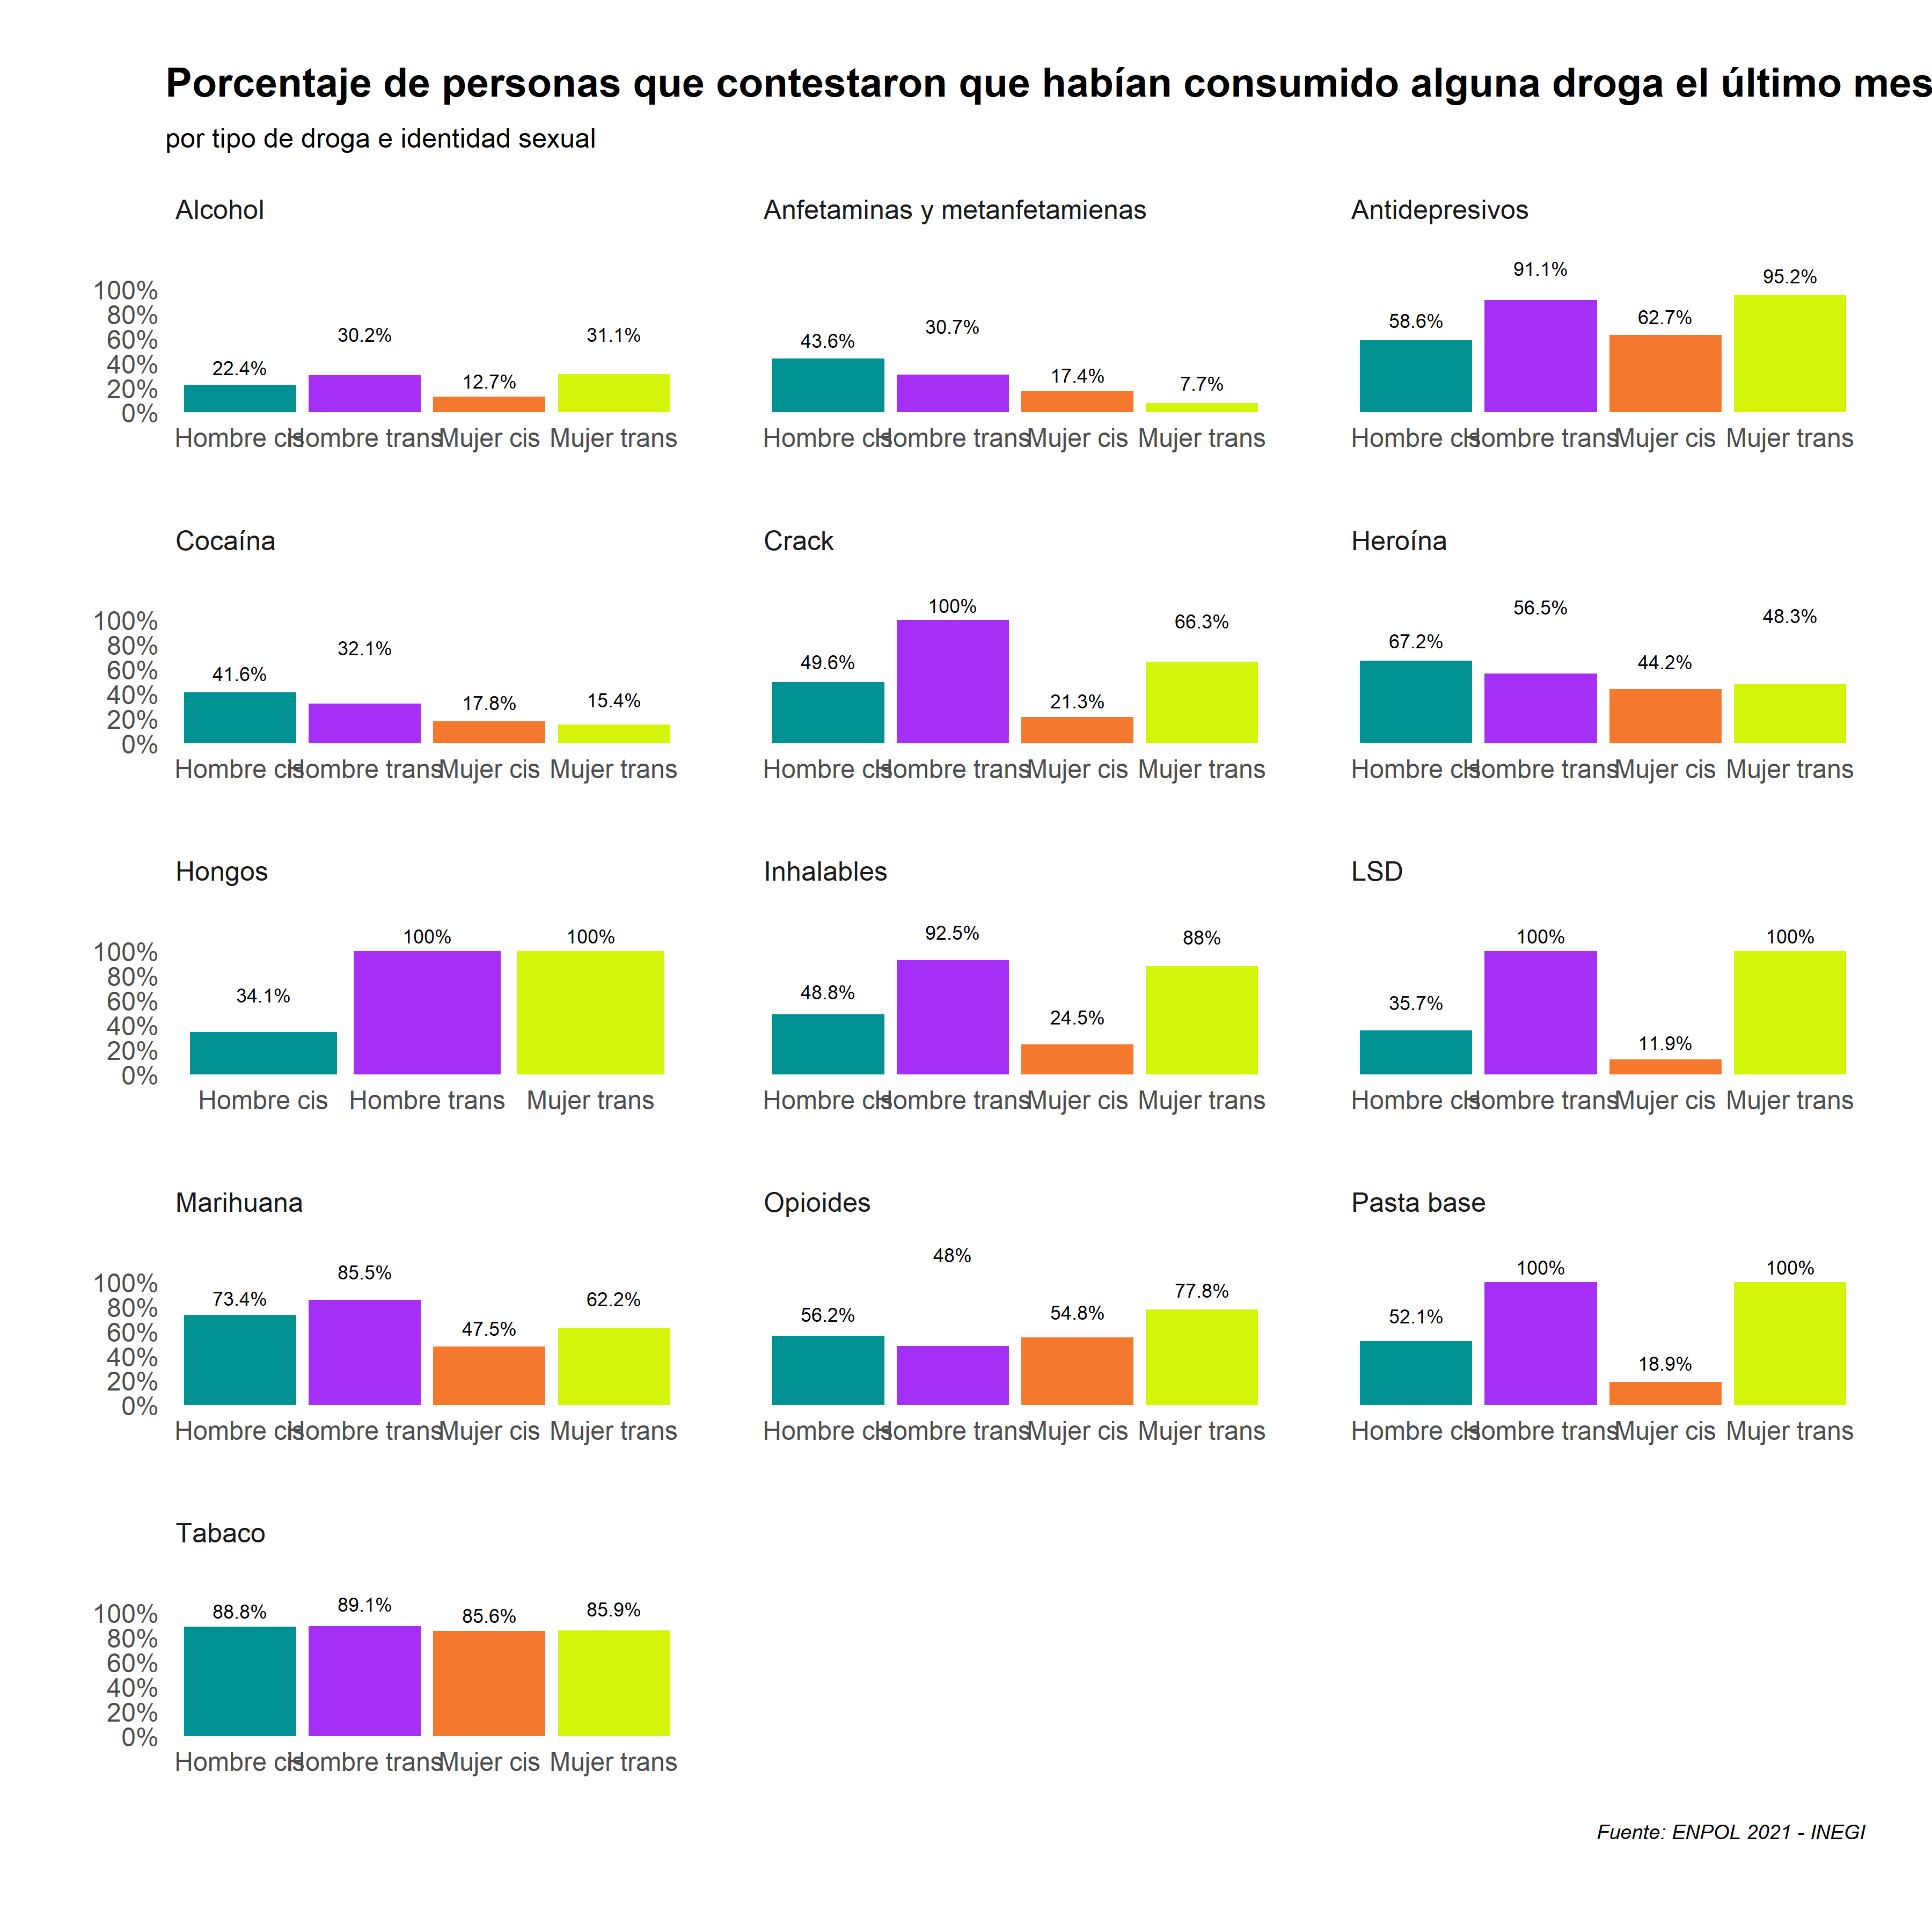 Porcentaje de personas que contestaron que habían consumido alguna droga el último mes
por tipo de droga e identidad sexual
Alcohol
100%
80%
60%
40%
20%
0%
22.4%
30.2%
12.7%
31.1%
Hombre cis Hombre trans Mujer cis Mujer trans
Anfetaminas y metanfetamienas
43.6%
30.7%
17.4%
7.7%
Hombre cis Hombre trans Mujer cis Mujer trans
Antidepresivos
58.6%
91.1%
62.7%
95.2%
Hombre cis Hombre trans Mujer cis Mujer trans
Cocaína
100%
80%
60%
40%
20%
0%
41.6%
32.1%
17.8%
15.4%
Hombre cis Hombre trans Mujer cis Mujer trans
Crack
49.6%
100%
21.3%
66.3%
Hombre cis Hombre trans Mujer cis Mujer trans
Heroína
67.2%
56.5%
44.2%
48.3%
Hombre cis Hombre trans Mujer cis Mujer trans
Hongos
100%
80%
60%
40%
20%
0%
34.1%
100%
100%
Hombre cis Hombre trans Mujer trans
Inhalables
48.8%
92.5%
24.5%
88%
Hombre cis Hombre trans Mujer cis Mujer trans
LSD
35.7%
100%
11.9%
100%
Hombre cis Hombre trans Mujer cis Mujer trans
Marihuana
100%
80%
60%
40%
20%
0%
73.4%
85.5%
47.5%
62.2%
Hombre cis Hombre trans Mujer cis Mujer trans
Opioides
56.2%
48%
54.8%
77.8%
Hombre cis Hombre trans Mujer cis Mujer trans
Pasta base
52.1%
100%
18.9%
100%
Hombre cis Hombre trans Mujer cis Mujer trans
Tabaco
100%
80%
60%
40%
20%
0%
88.8%
89.1%
85.6%
85.9%
Hombre cis Hombre trans Mujer cis Mujer trans
Fuente: ENPOL 2021 - INEGI